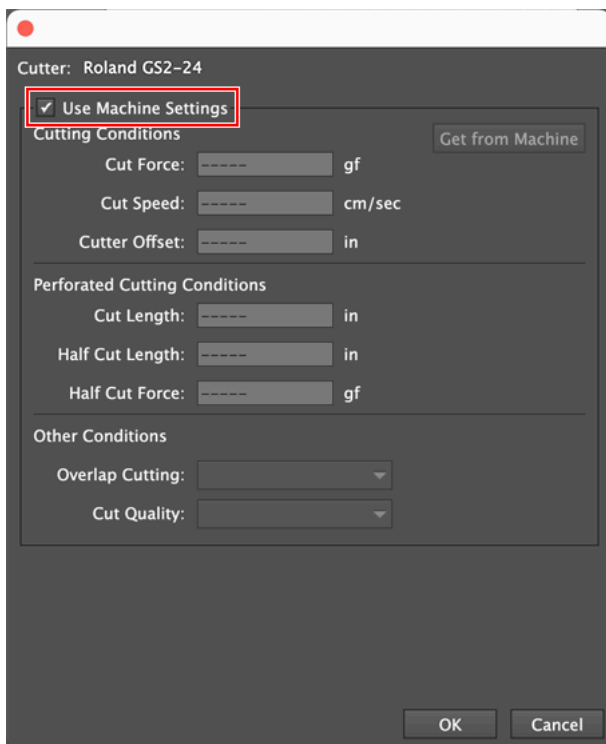 Cutter: Roland GS2-24
Use Machine Settings
Cutting Conditions
Get from Machine
Cut Force: ----- gf
Cut Speed: ----- cm/sec
Cutter Offset: ----- in
Perforated Cutting Conditions
Cut Length: ----- in
Half Cut Length: ----- in
Half Cut Force: ----- gf
Other Conditions
Overlap Cutting:
Cut Quality:
OK Cancel